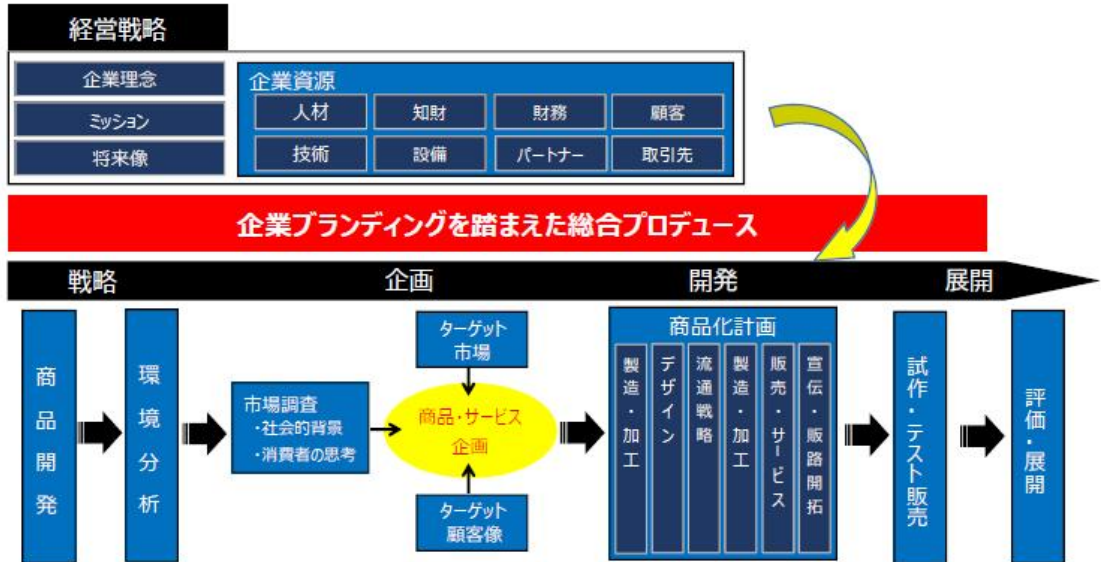 経営戦略
企業理念
ミッション
将来像
企業資源
人材
知財
財務
顧客
技術
設備
パートナー
取引先
企業ブランディングを踏まえた総合プロデュース
戦略
企画
開発
展開
商品開発
環境分析
市場調査
・社会的背景
・消費者の思考
ターゲット
市場
商品・サービス
企画
ターゲット
顧客像
商品化計画
製造・加工
デザイン
流通戦略
製造・加工
販売・サービス
宣伝・販路開拓
試作・テスト販売
評価・展開